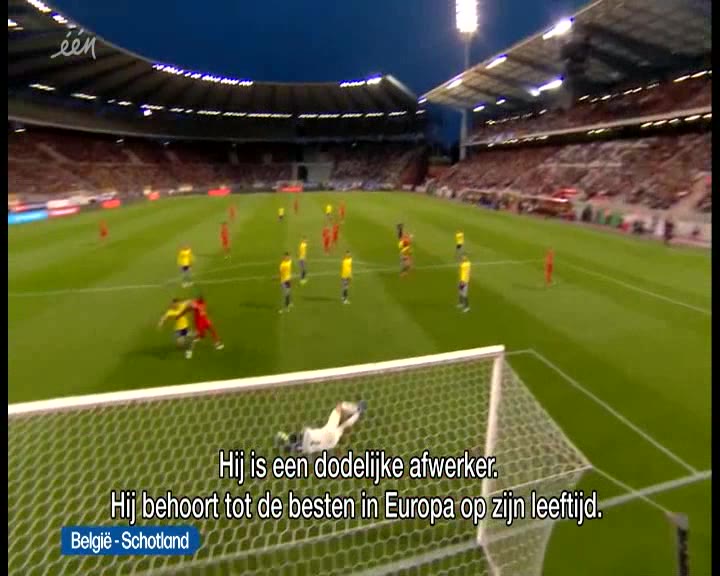 één
Hij is een dodelijke afwerker.
Hij behoort tot de besten in Europa op zijn leeftijd.
België - Schotland